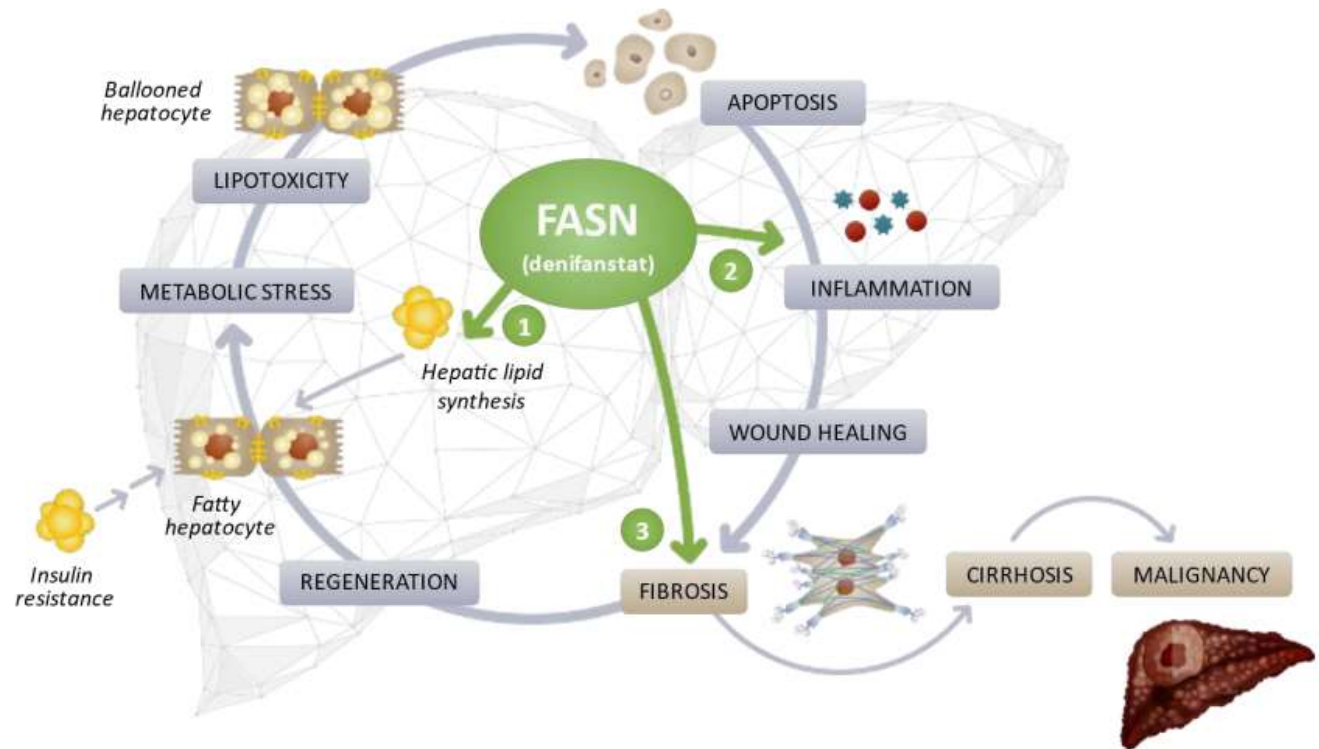 Ballooned
hepatocyte
APOPTOSIS
LIPOTOXICITY
FASN
(denifanstat)
2
METABOLIC STRESS
INFLAMMATION
1
Hepatic lipid
synthesis
WOUND HEALING
Fatty
hepatocyte
3
Insulin
resistance
REGENERATION
FIBROSIS
CIRRHOSIS
MALIGNANCY